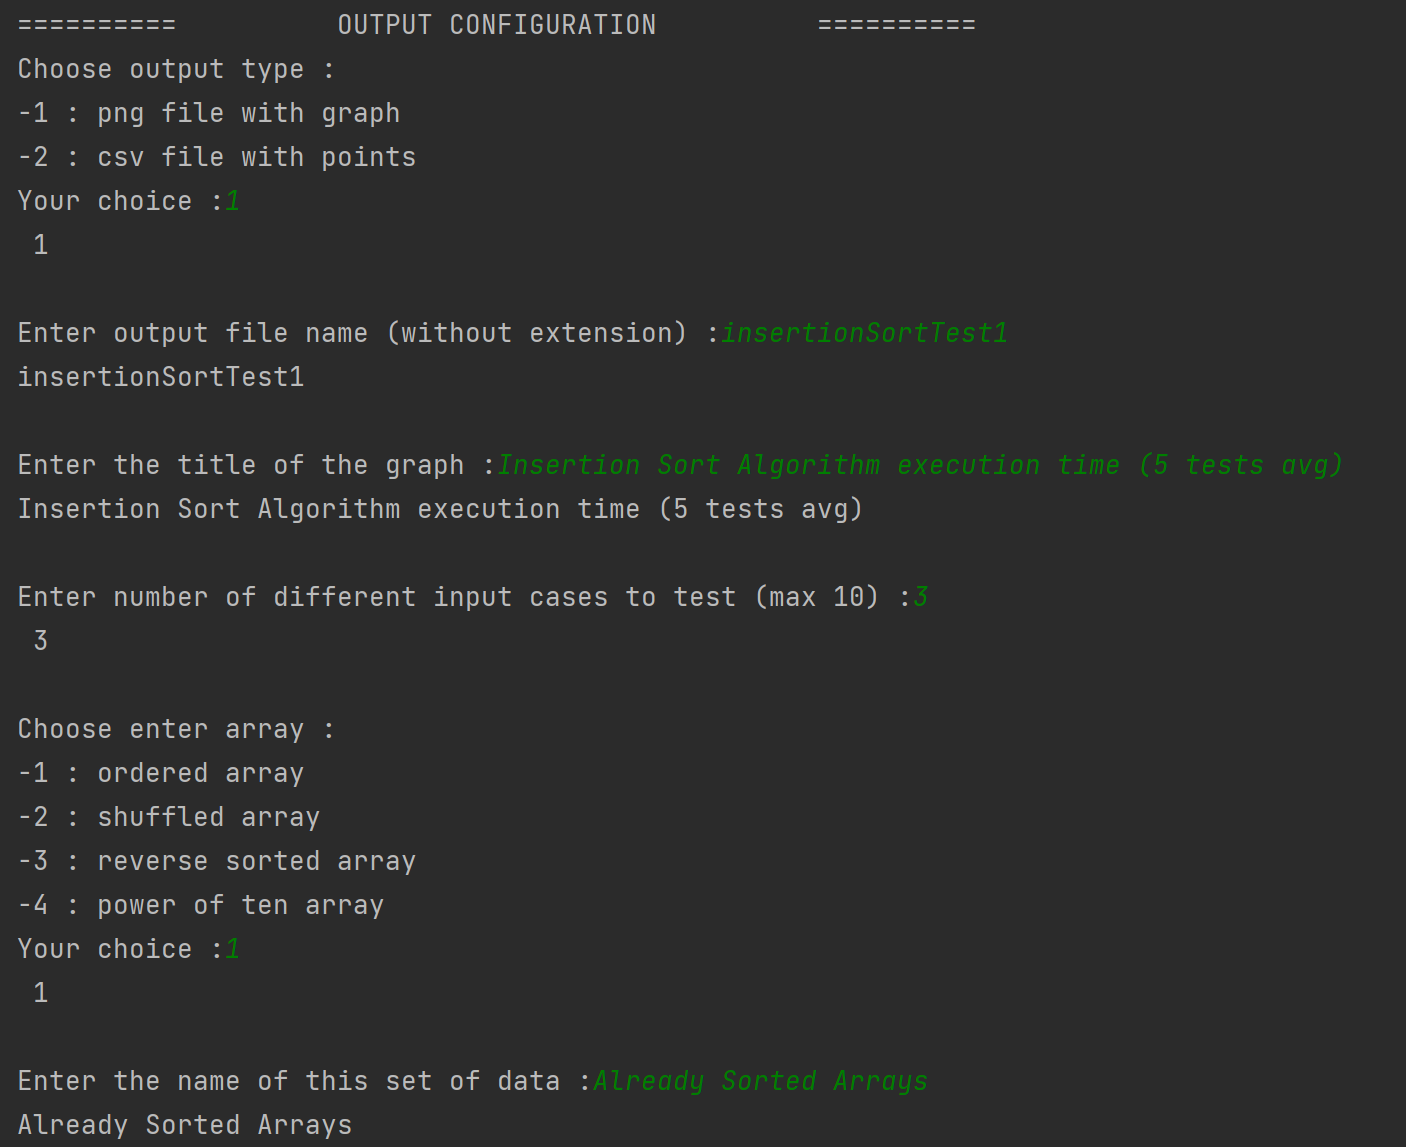 ==========          OUTPUT CONFIGURATION          ==========
Choose output type :
-1 : png file with graph
-2 : csv file with points
Your choice :1
 1
Enter output file name (without extension) :insertionSortTest1
insertionSortTest1
Enter the title of the graph :Insertion Sort Algorithm execution time (5 tests avg)
Insertion Sort Algorithm execution time (5 tests avg)
Enter number of different input cases to test (max 10) :3
 3
Choose enter array :
-1 : ordered array
-2 : shuffled array
-3 : reverse sorted array
-4 : power of ten array
Your choice :1
 1
Enter the name of this set of data :Already Sorted Arrays
Already Sorted Arrays